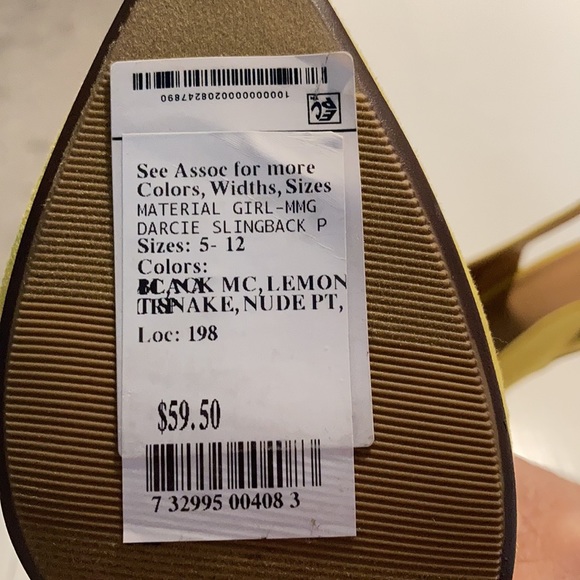 1000000000000208247890
See Assoc for more
Colors, Widths, Sizes
MATERIAL GIRL-MMG
DARCIE SLINGBACK P
Sizes: 5- 12
Colors:
MC, LEMON
NUDE PT,
Loc: 198
$59.50
7 32995 00408 3